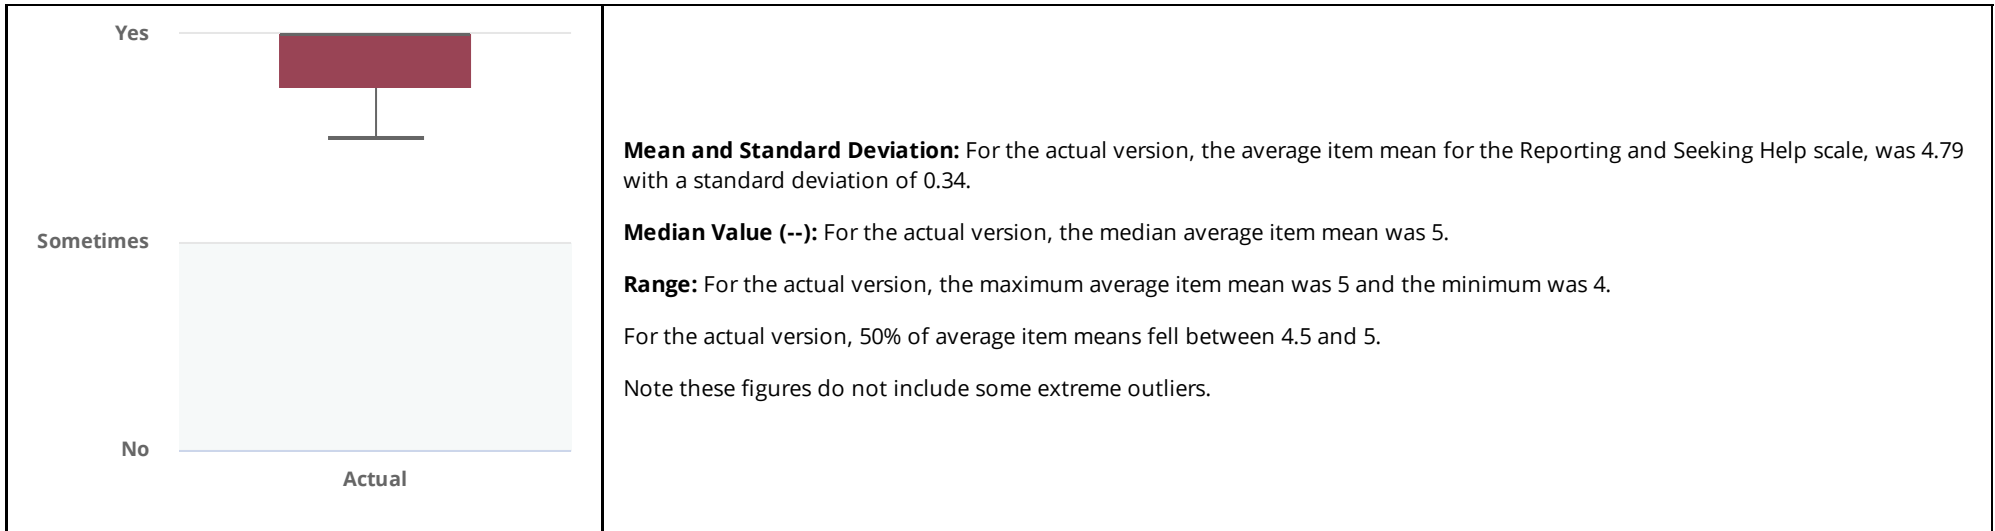 Yes
Sometimes
No
Actual
Mean and Standard Deviation: For the actual version, the average item mean for the Reporting and Seeking Help scale, was 4.79
with a standard deviation of 0.34.
Median Value (--): For the actual version, the median average item mean was 5.
Range: For the actual version, the maximum average item mean was 5 and the minimum was 4.
For the actual version, 50% of average item means fell between 4.5 and 5.
Note these figures do not include some extreme outliers.